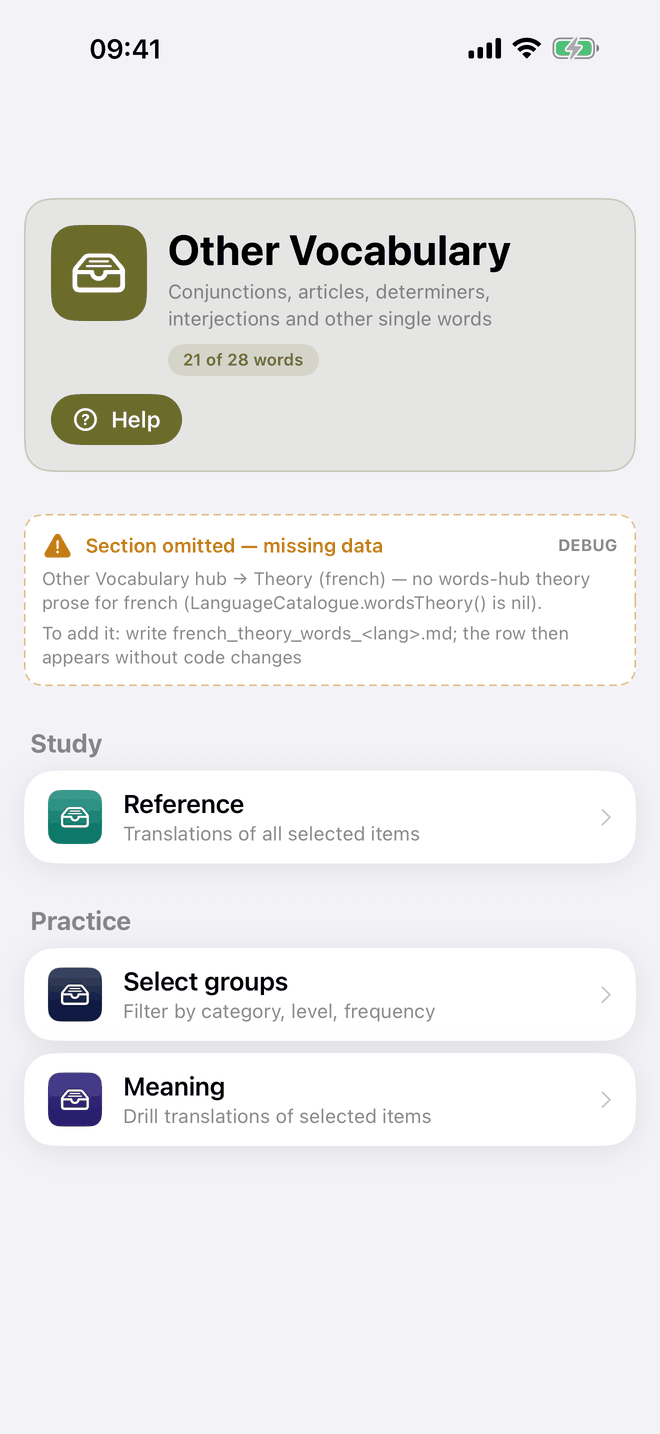 09:41
Other Vocabulary
Conjunctions, articles, determiners,
interjections and other single words
21 of 28 words
Help
Section omitted — missing data
DEBUG
Other Vocabulary hub → Theory (french) — no words-hub theory
prose for french (LanguageCatalogue.wordsTheory() is nil).
To add it: write french_theory_words_<lang>.md; the row then
appears without code changes
Study
Reference
Translations of all selected items
Practice
Select groups
Filter by category, level, frequency
Meaning
Drill translations of selected items